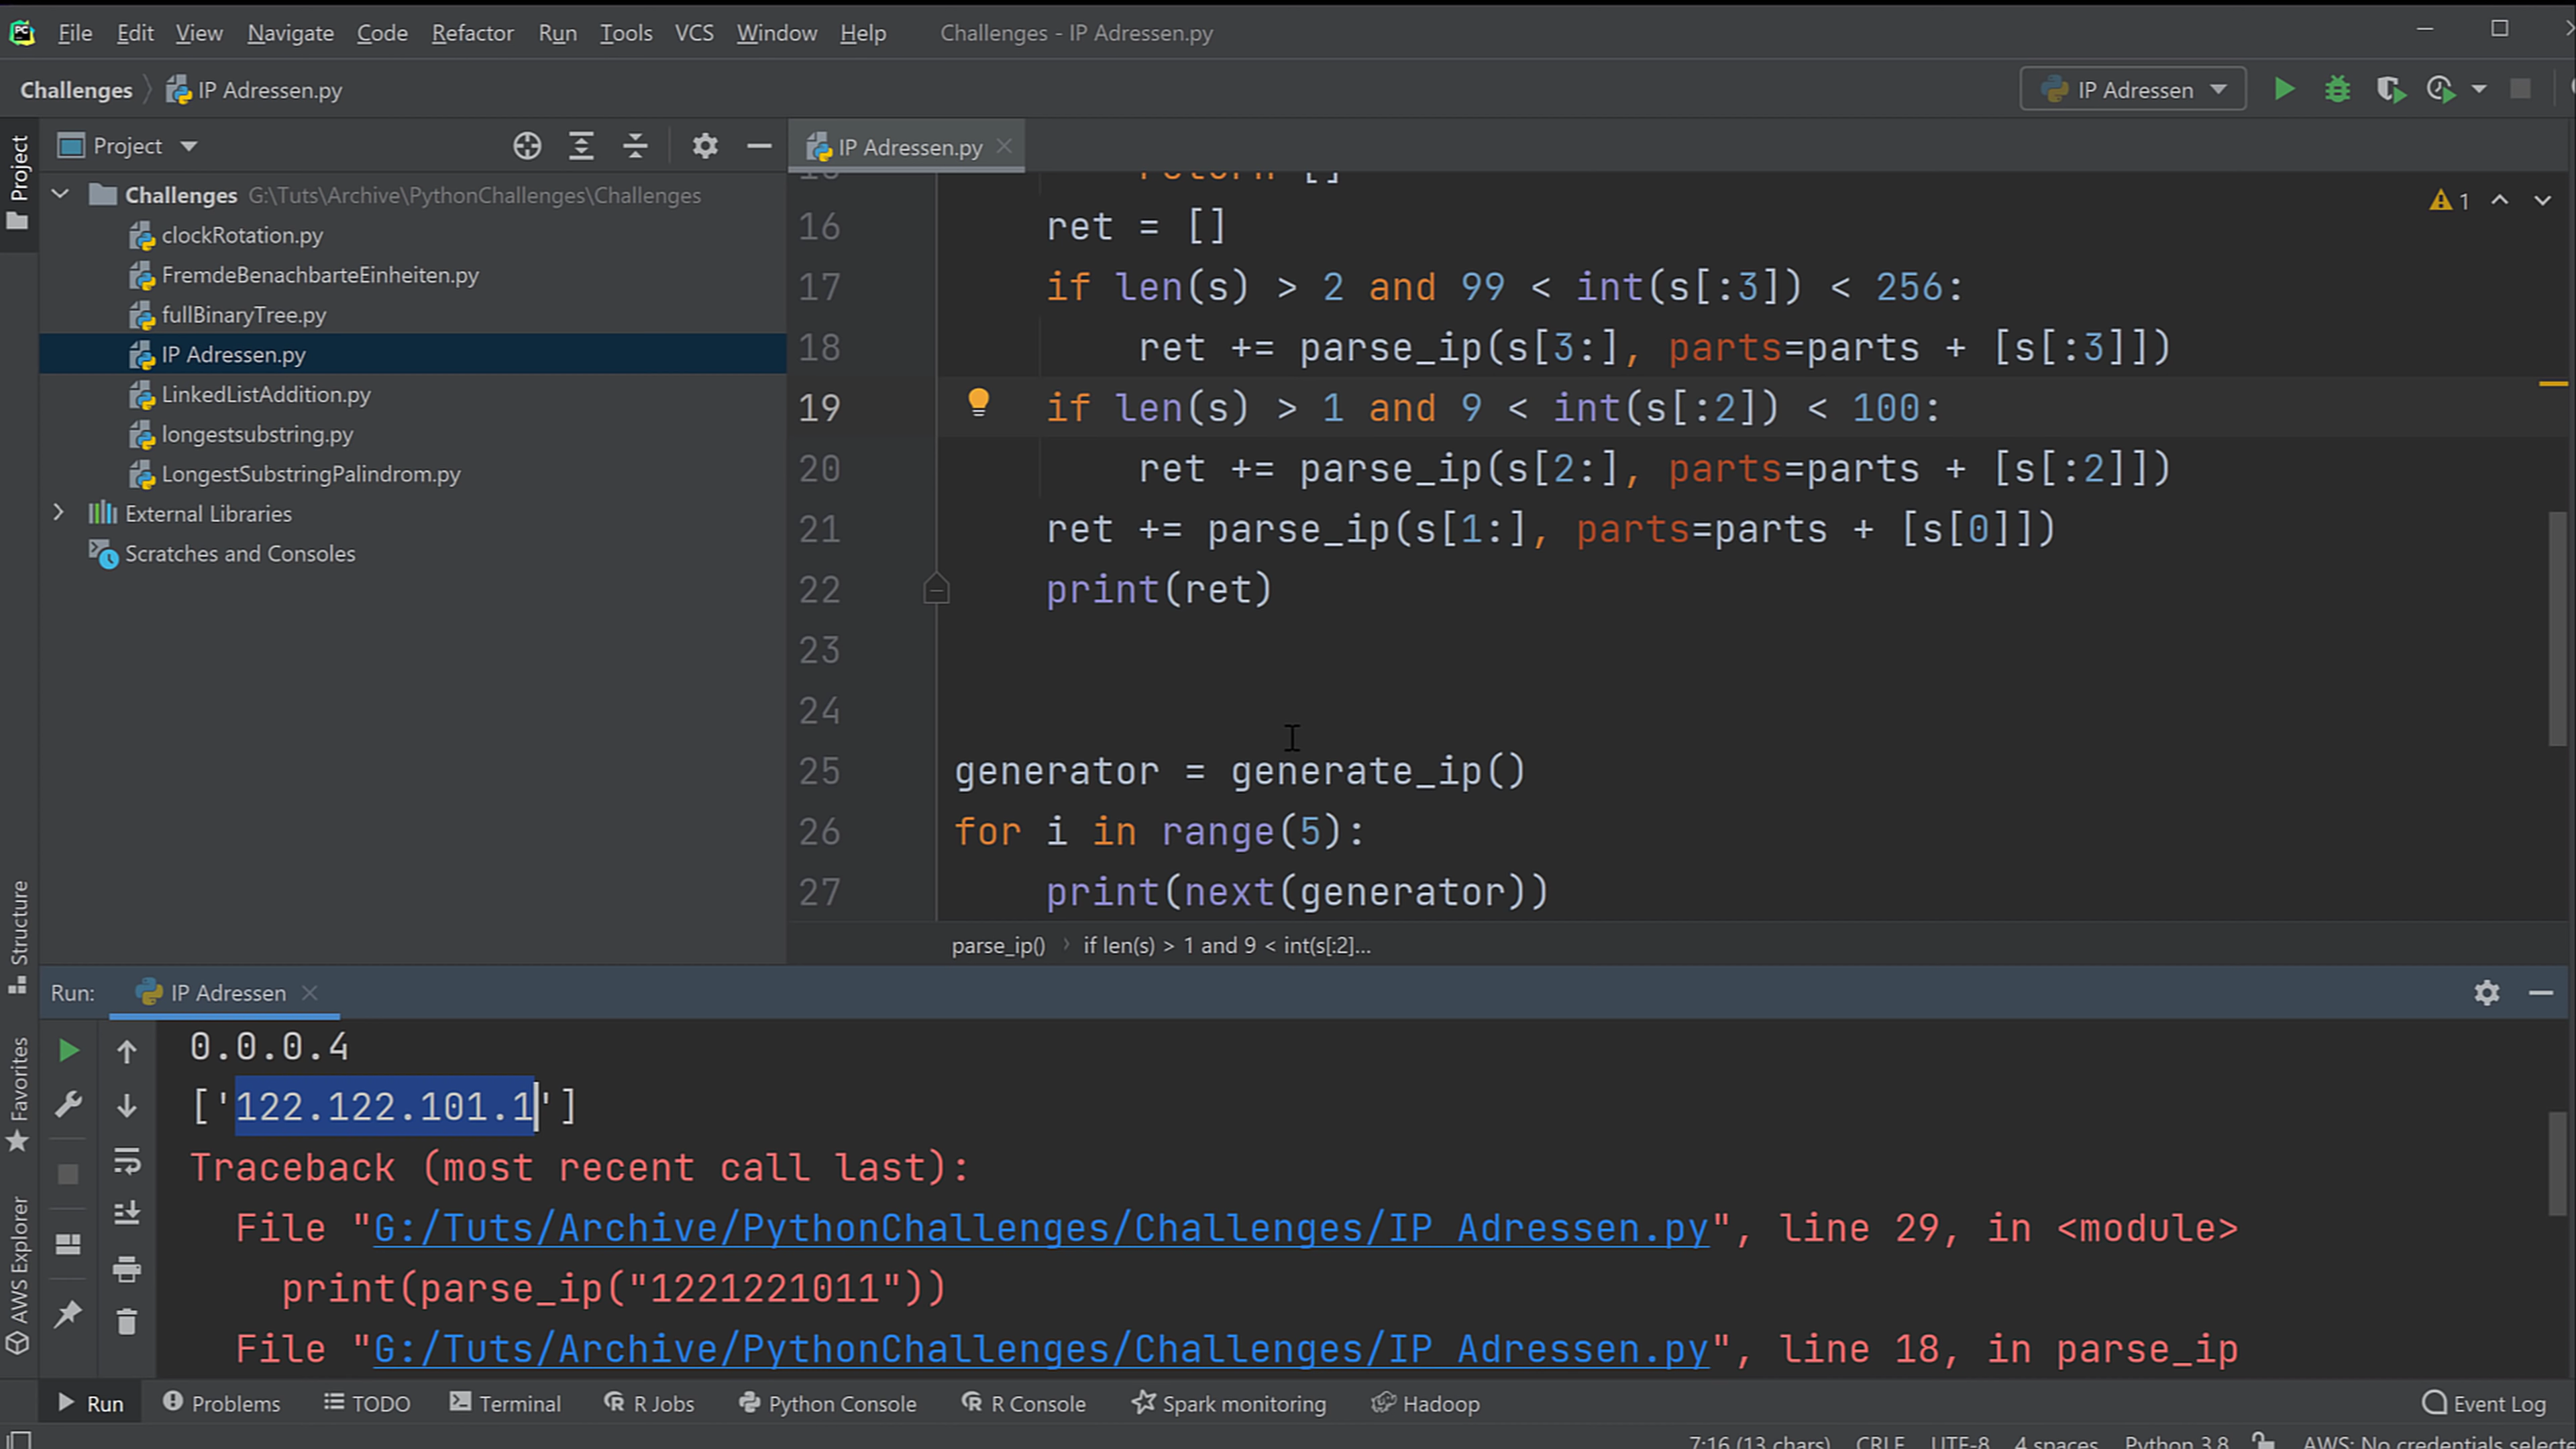 File Edit View Navigate Code Refactor Run Tools VCS Window Help Challenges - IP Adressen.py
Challenges IP Adressen.py IP Adressen
Project
Project
IP Adressen.py
Challenges G:\Tuts\Archive\PythonChallenges\Challenges
clockRotation.py
FremdeBenachbarteEinheiten.py
fullBinaryTree.py
IP Adressen.py
LinkedListAddition.py
longestsubstring.py
LongestSubstringPalindrom.py
External Libraries
Scratches and Consoles
return []
1
16 ret = []
17 if len(s) > 2 and 99 < int(s[:3]) < 256:
18 ret += parse_ip(s[3:], parts=parts + [s[:3]])
19 if len(s) > 1 and 9 < int(s[:2]) < 100:
20 ret += parse_ip(s[2:], parts=parts + [s[:2]])
21 ret += parse_ip(s[1:], parts=parts + [s[0]])
22 print(ret)
23
24
25 generator = generate_ip()
26 for i in range(5):
27 print(next(generator))
parse_ip() if len(s) > 1 and 9 < int(s[:2]...
Structure
Favorites
AWS Explorer
Run: IP Adressen
0.0.0.4
['122.122.101.1']
Traceback (most recent call last):
File "G:/Tuts/Archive/PythonChallenges/Challenges/IP Adressen.py", line 29, in <module>
print(parse_ip("1221221011"))
File "G:/Tuts/Archive/PythonChallenges/Challenges/IP Adressen.py", line 18, in parse_ip
Run Problems TODO Terminal R Jobs Python Console R Console Spark monitoring Hadoop Event Log
7:16 (13 chars) CRLF UTF-8 4 spaces Python 3.8 AWS: No credentials